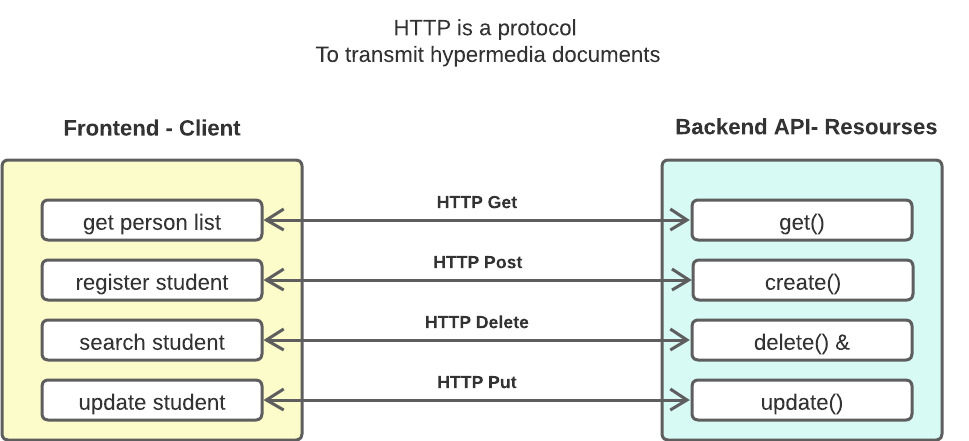 HTTP is a protocol
To transmit hypermedia documents
Frontend - Client
Backend API- Resourses
get person list
HTTP Get
get()
register student
HTTP Post
create()
search student
HTTP Delete
delete() &
update student
HTTP Put
update()